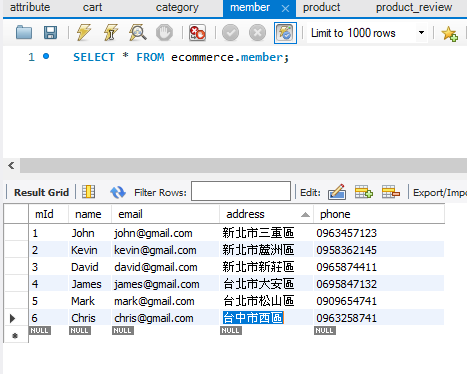 attribute cart category member product product_review
Limit to 1000 rows
1 SELECT * FROM ecommerce.member;
Result Grid Filter Rows: Edit: Export/Impo
mId name email address phone
1 John john@gmail.com 新北市三重區 0963457123
2 Kevin kevin@gmail.com 新北市蘆洲區 0958362145
3 David david@gmail.com 新北市新莊區 0965874411
4 James james@gmail.com 台北市大安區 0695847132
5 Mark mark@gmail.com 台北市松山區 0909654741
6 Chris chris@gmail.com 台中市西區 0963258741
NULL NULL NULL NULL NULL